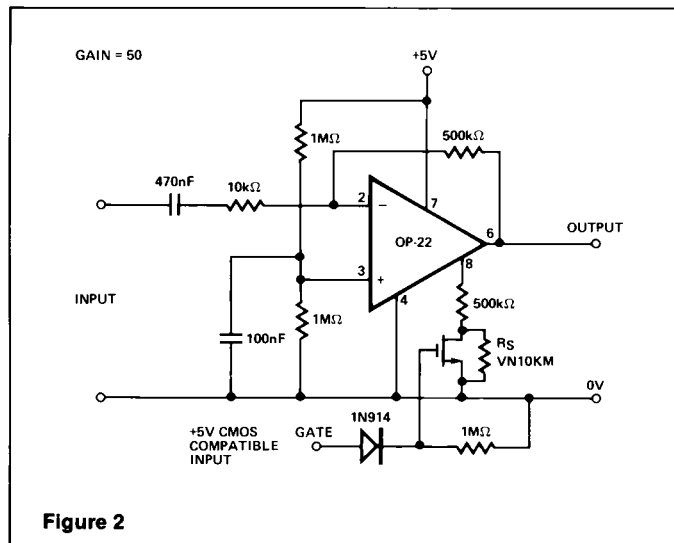 GAIN = 50
+5V
1MΩ
500kΩ
470nF
10kΩ
2
−
7
OP-22
6
OUTPUT
8
3
+
4
500kΩ
INPUT
1MΩ
100nF
RS
VN10KM
0V
+5V CMOS
COMPATIBLE
INPUT
GATE
1N914
1MΩ
Figure 2